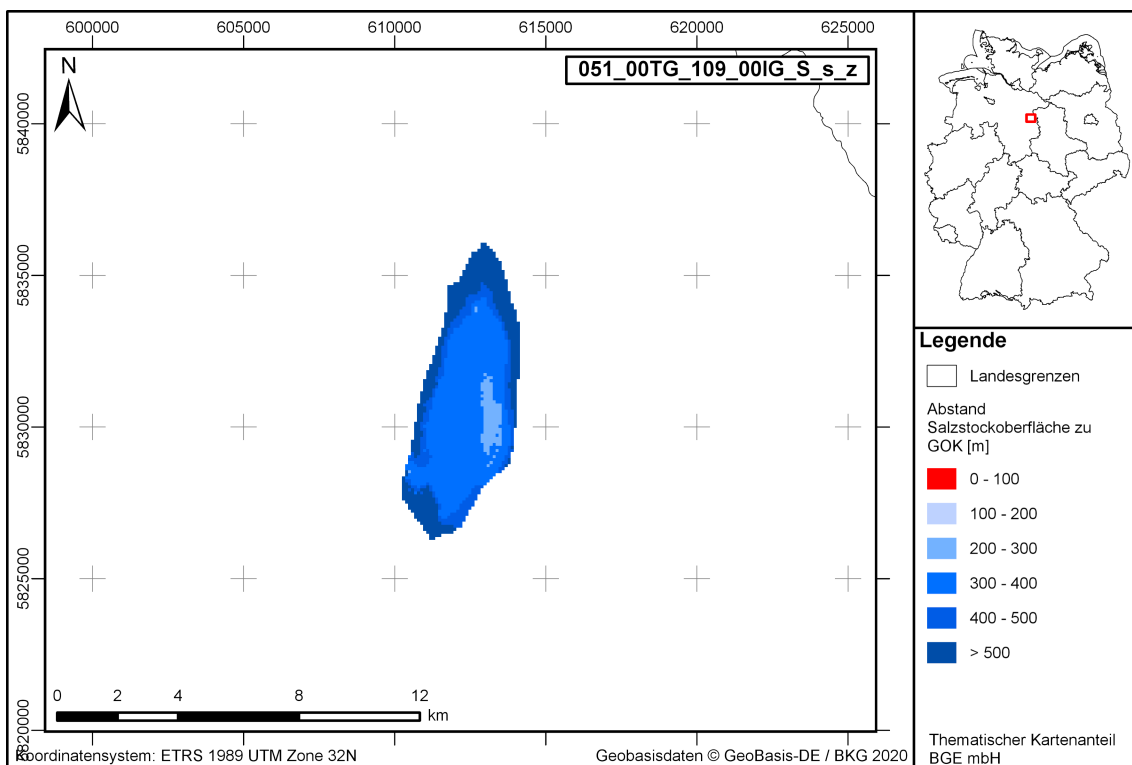 600000
605000
610000
615000
620000
625000
051_00TG_109_00IG_S_s_z
N
5840000
5835000
5830000
5825000
5820000
0
2
4
8
12
km
Koordinatensystem: ETRS 1989 UTM Zone 32N
Geobasisdaten © GeoBasis-DE / BKG 2020
Legende
Landesgrenzen
Abstand
Salzstockoberfläche zu
GOK [m]
0 - 100
100 - 200
200 - 300
300 - 400
400 - 500
> 500
Thematischer Kartenanteil
BGE mbH